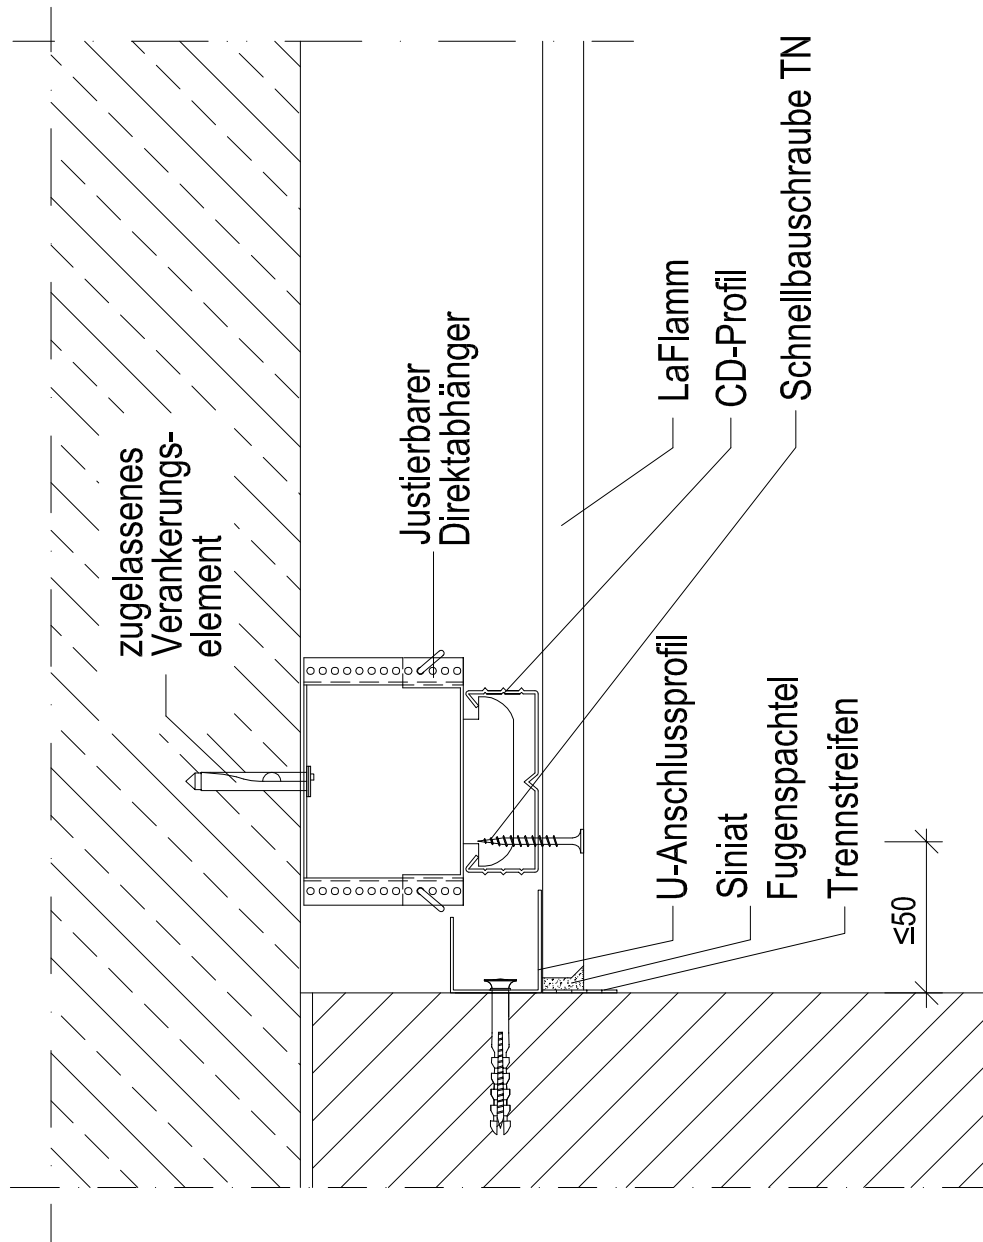 zugelassenes
Verankerungs-
element
Justierbarer
Direktabhänger
LaFlamm
CD-Profil
Schnellbauschraube TN
U-Anschlussprofil
Siniat
Fugenspachtel
Trennstreifen
≤50